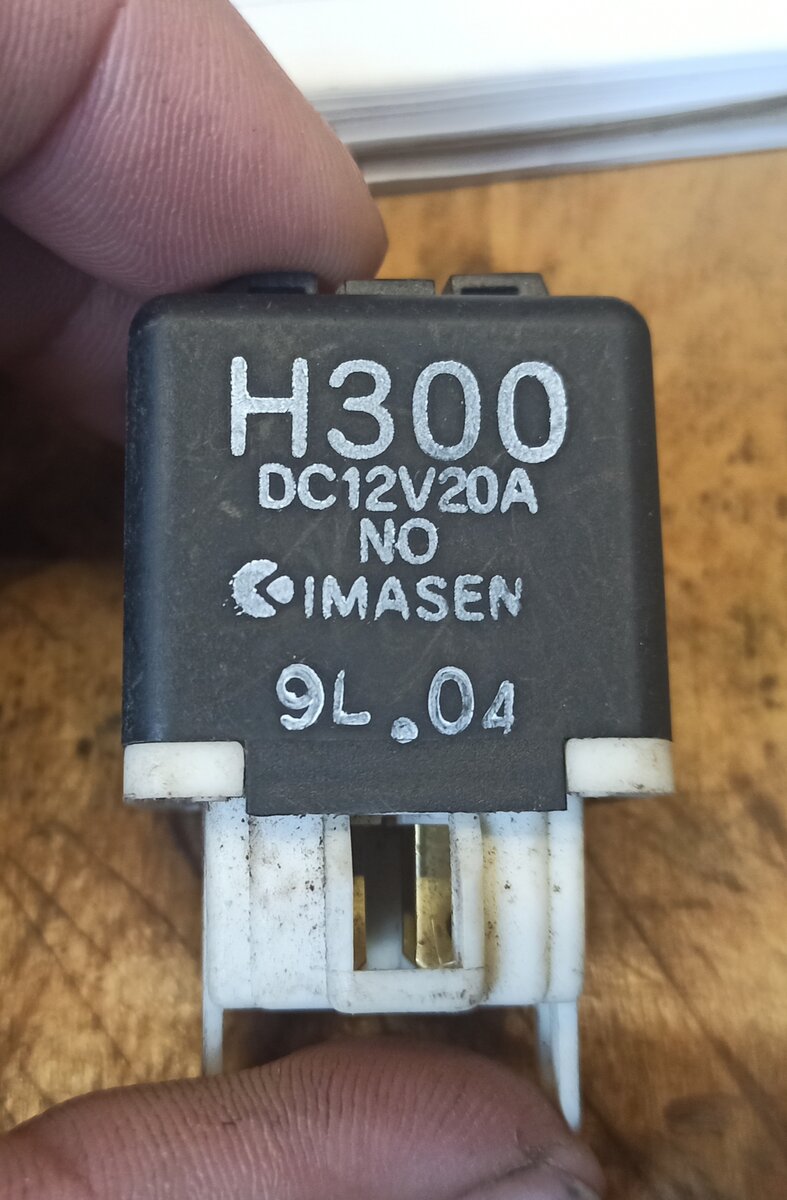 H300
DC12V20A
NO
IMASEN
9L.04